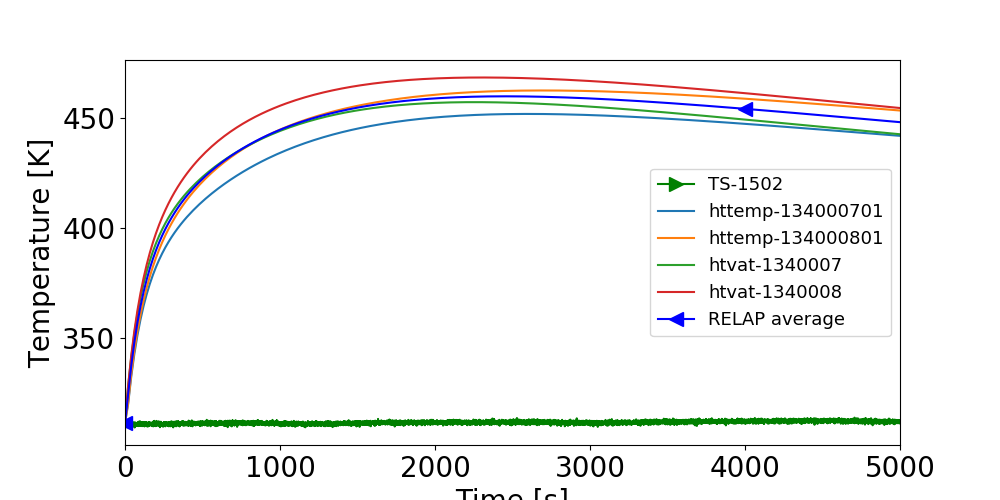 Temperature [K]
450
400
350
0
1000
2000
3000
4000
5000
Time [s]
TS-1502
httemp-134000701
httemp-134000801
htvat-1340007
htvat-1340008
RELAP average